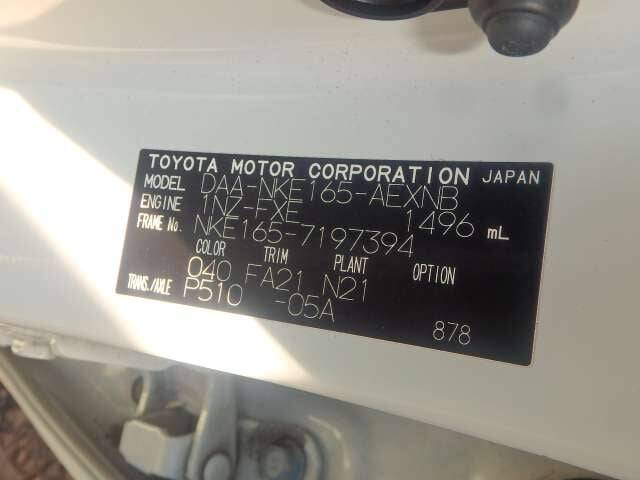 TOYOTA MOTOR CORPORATION JAPAN
MODEL DAA-NKE165-AEXNB
ENGINE 1NZ-FXE 1496 mL
FRAME No. NKE165-7197394
COLOR TRIM PLANT OPTION
040 FA21 N21
TRANS./AXLE P510 -05A
878